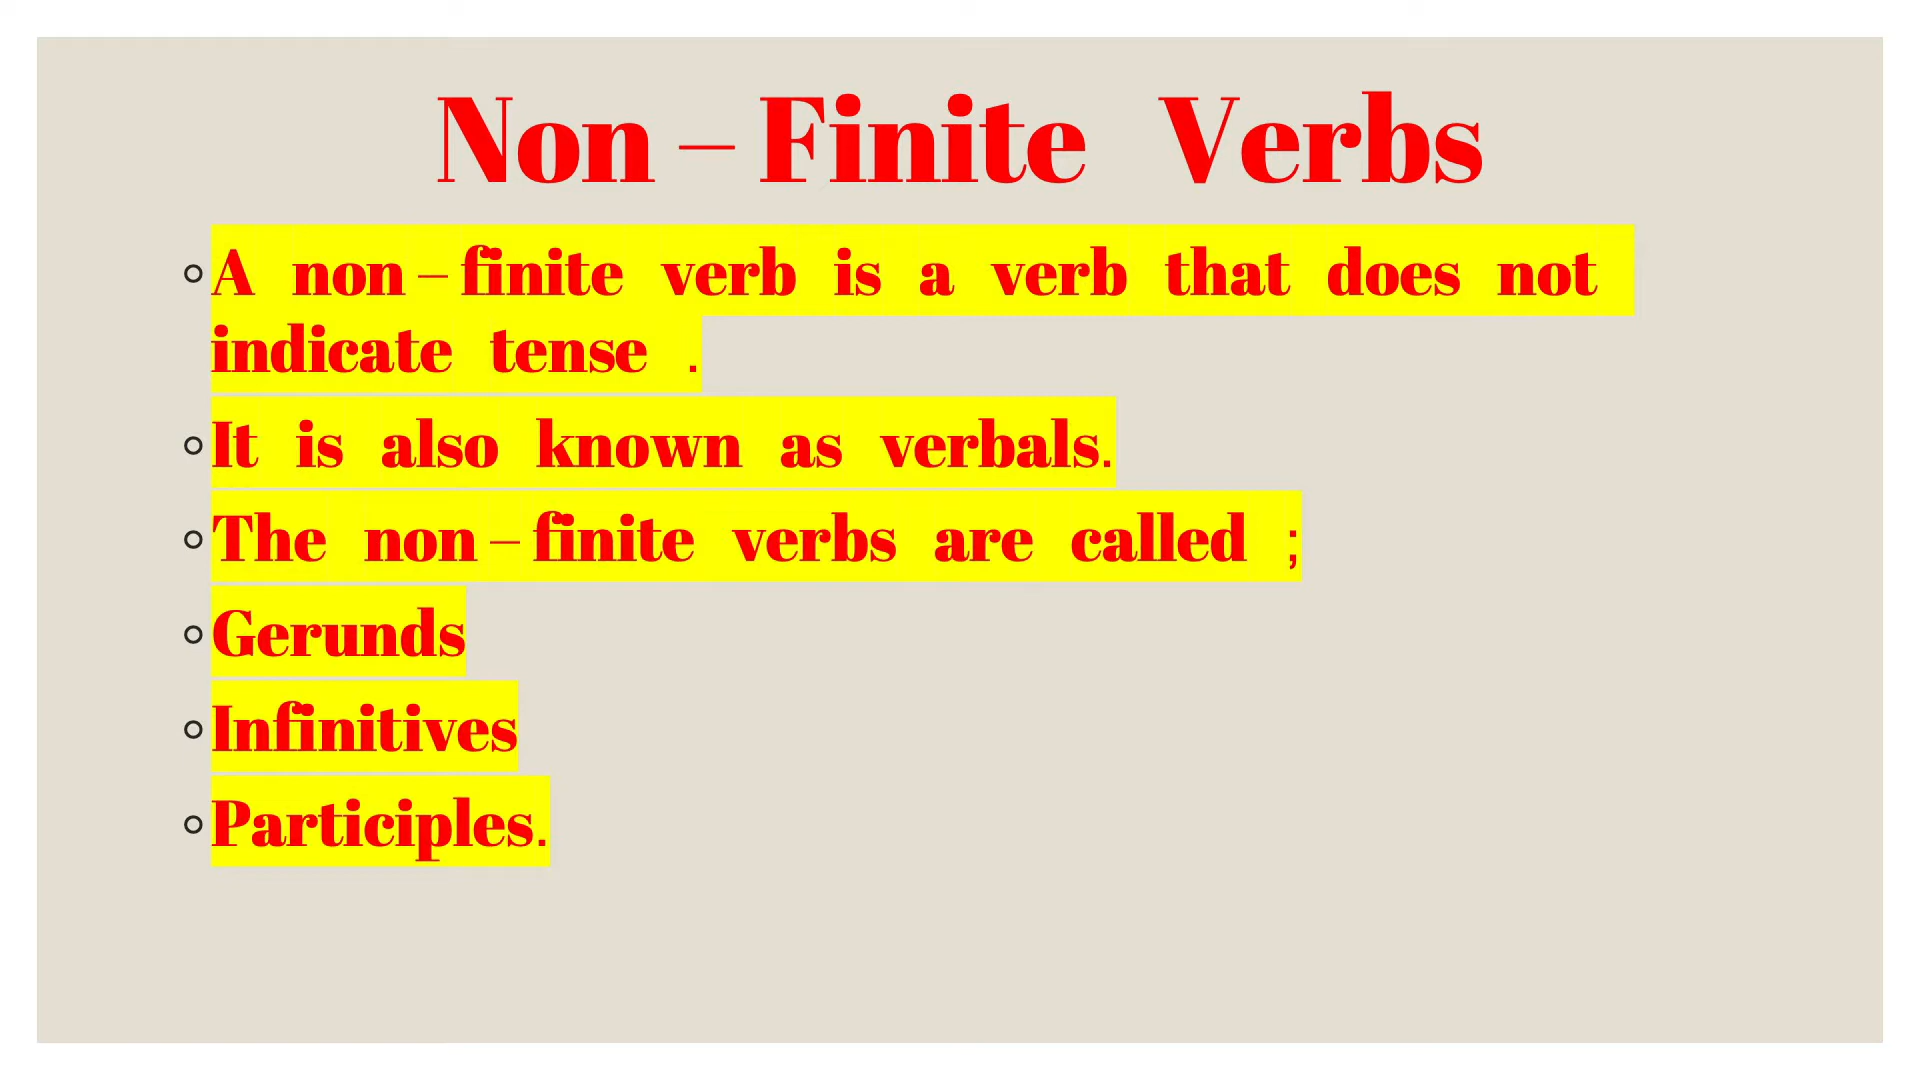 Non – Finite Verbs
A non – finite verb is a verb that does not
indicate tense .
It is also known as verbals.
The non – finite verbs are called ;
Gerunds
Infinitives
Participles.